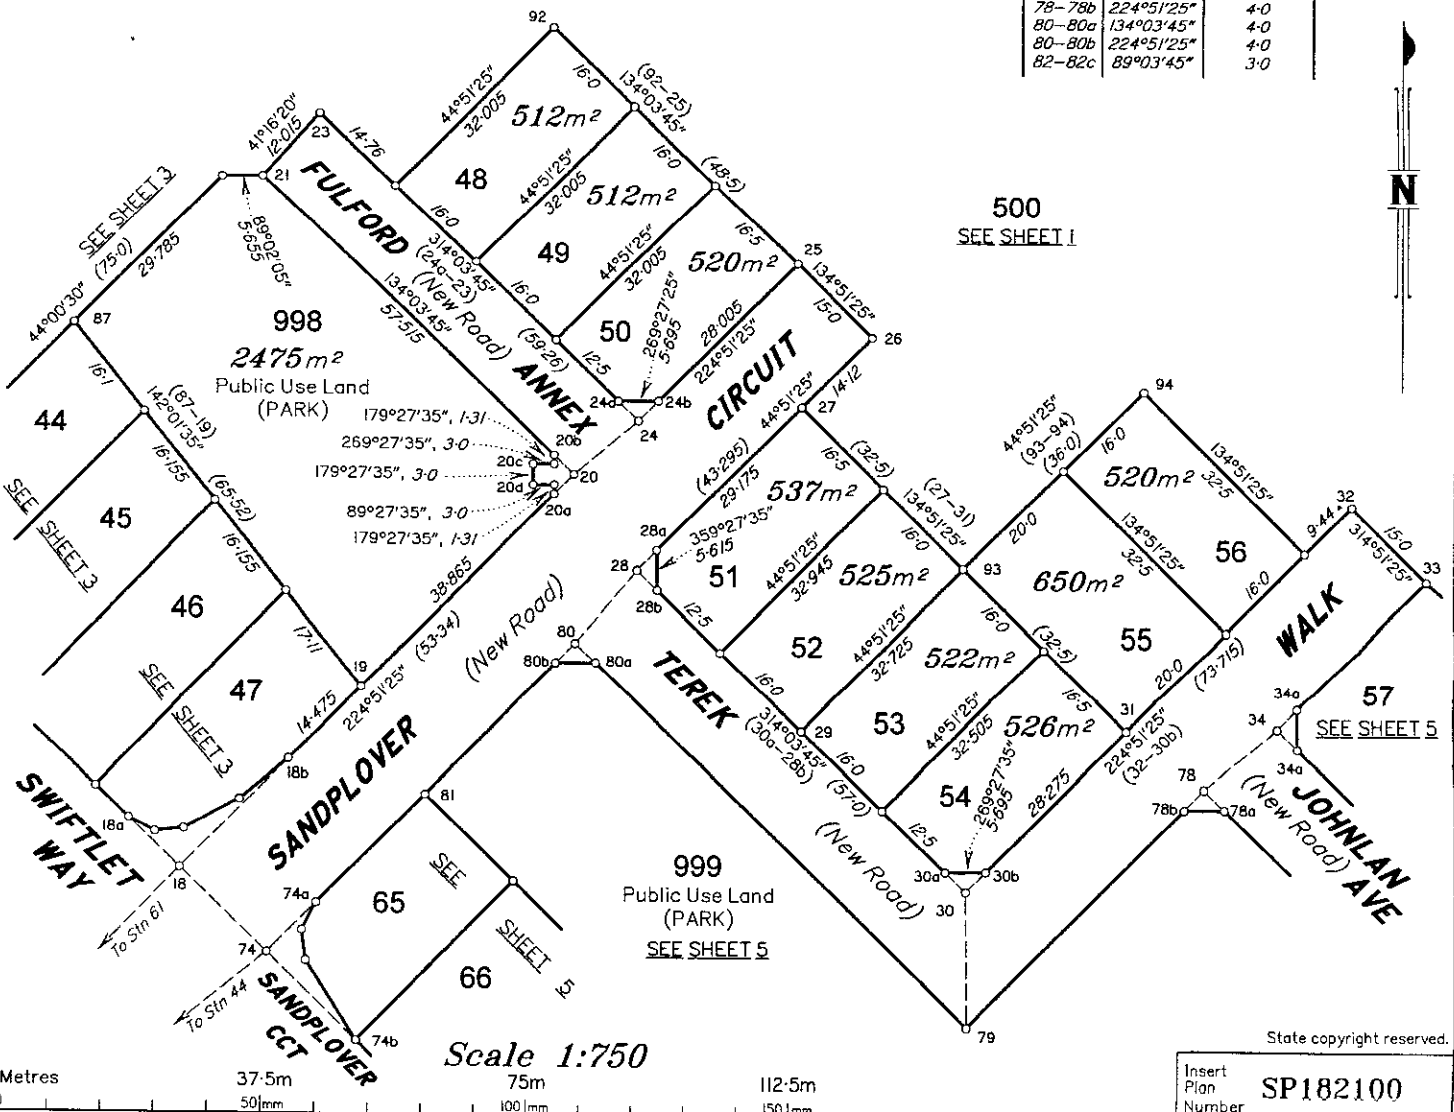 78-78b 224°51'25" 4·0
80-80a 134°03'45" 4·0
80-80b 224°51'25" 4·0
82-82c 89°03'45" 3·0
92
44°51'25"
32·005
16·0
(92-25)
134°03'45"
512m²
48
41°16'20"
12·015
23
14·76
21
SEE SHEET 3
(75·0)
29·785
89°02'05"
5·655
44°00'30"
87
FULFORD
ANNEX
16·0
314°03'45"
(24a-23)
(New Road)
134°03'45"
57·515
44°51'25"
32·005
16·0
(48·5)
512m²
49
16·0
(59·26)
44°51'25"
32·005
16·5
520m²
50
12·5
269°27'25"
5·695
28·005
224°51'25"
25
134°51'25"
15·0
26
500
SEE SHEET 1
N
998
2475m²
Public Use Land
(PARK)
16·1
44
(87-19)
142°01'35"
16·155
(65·52)
SEE
SHEET 3
45
16·155
46
17·11
47
SEE
SHEET 3
179°27'35", 1·31
269°27'35", 3·0
179°27'35", 3·0
89°27'35", 3·0
179°27'35", 1·31
20b
20c
20
20d
20a
24a
24b
24
CIRCUIT
44°51'25"
14·12
27
(43·295)
29·175
16·5
(32·5)
537m²
28a
359°27'35"
5·615
28
28b
51
12·5
44°51'25"
32·945
134°51'25"
(27-31)
16·0
525m²
52
16·0
93
44°51'25"
32·725
522m²
53
29
314°03'45"
(30a-28b)
16·0
(57·0)
16·0
(32·5)
44°51'25"
32·505
16·5
526m²
54
12·5
269°27'35"
5·695
28·275
30a
30b
30
31
94
44°51'25"
(93-94)
(36·0)
16·0
20·0
520m²
134°51'25"
32·5
56
650m²
134°51'25"
32·5
55
16·0
20·0
(73·715)
224°51'25"
(32-30b)
9·44
32
15·0
314°51'25"
33
WALK
34a
34
34a
57
SEE SHEET 5
78
78b
78a
JOHNLAN
AVE
(New Road)
38·865
(53·34)
19
224°51'25"
14·475
18b
(New Road)
80
80b
80a
TEREK
(New Road)
SANDPLOVER
SWIFTLET
WAY
18a
18
To Stn 61
81
74a
74
To Stn 44
65
SEE
SHEET 5
66
74b
SANDPLOVER
CCT
999
Public Use Land
(PARK)
SEE SHEET 5
79
Scale 1:750
Metres
37·5m
75m
112·5m
50 mm
100 mm
150 mm
State copyright reserved.
Insert
Plan
Number
SP182100